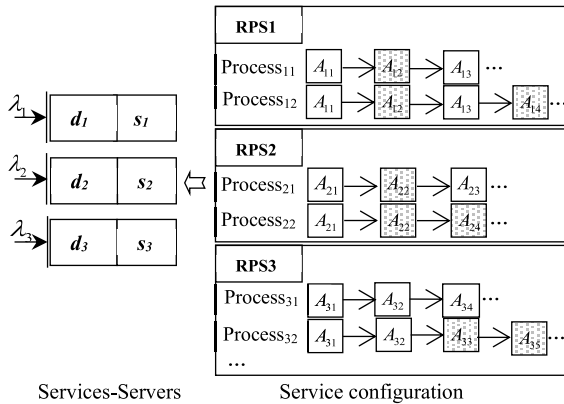 RPS1
Process11 A11 A12 A13 ...
Process12 A11 A12 A13 A14 ...
λ1 d1 s1
λ2 d2 s2
λ3 d3 s3
RPS2
Process21 A21 A22 A23 ...
Process22 A21 A22 A24 ...
RPS3
Process31 A31 A32 A34 ...
Process32 A31 A32 A33 A35 ...
...
Services-Servers Service configuration